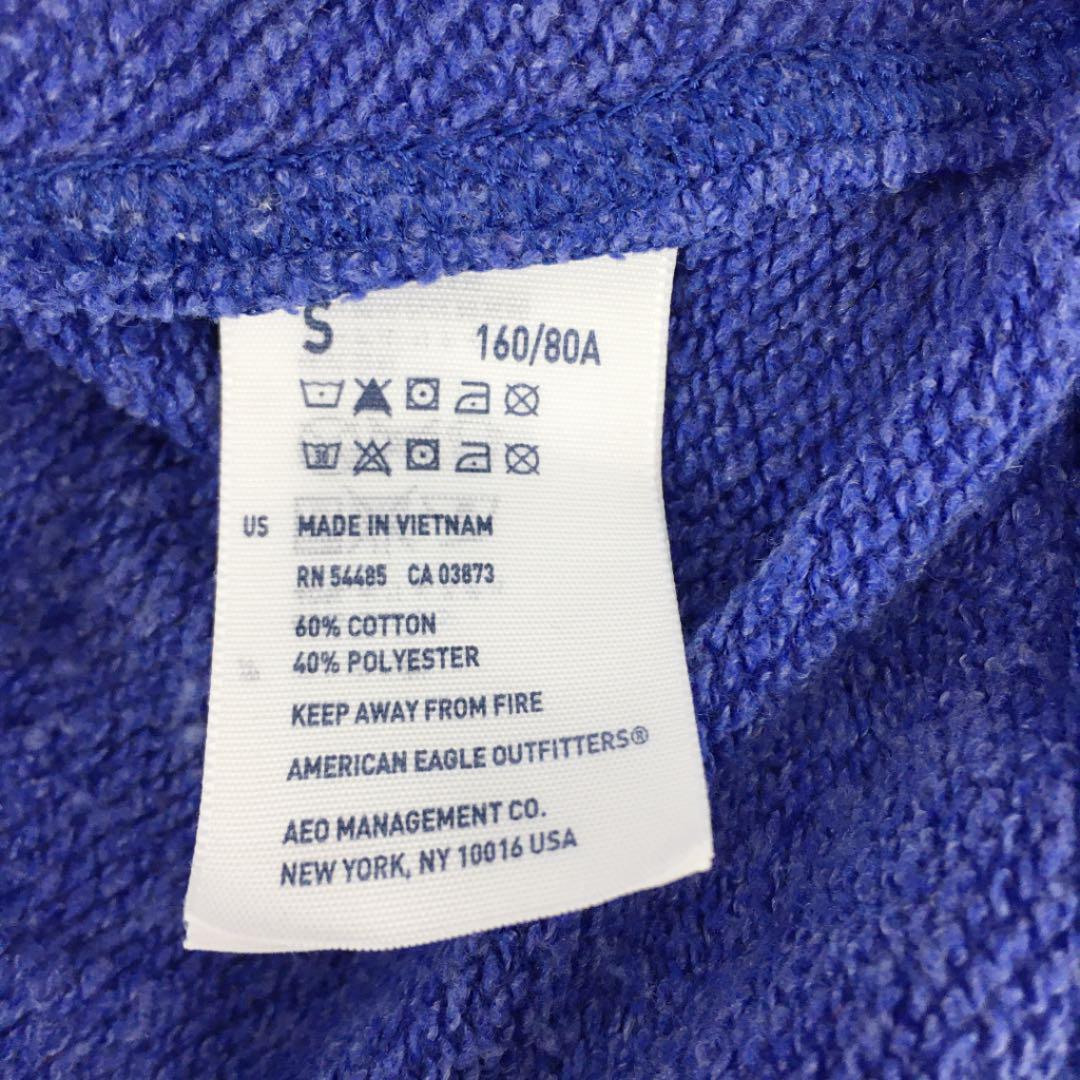 S 160/80A
30
US MADE IN VIETNAM
RN 54485 CA 03873
60% COTTON
40% POLYESTER
KEEP AWAY FROM FIRE
AMERICAN EAGLE OUTFITTERS®
AEO MANAGEMENT CO.
NEW YORK, NY 10016 USA